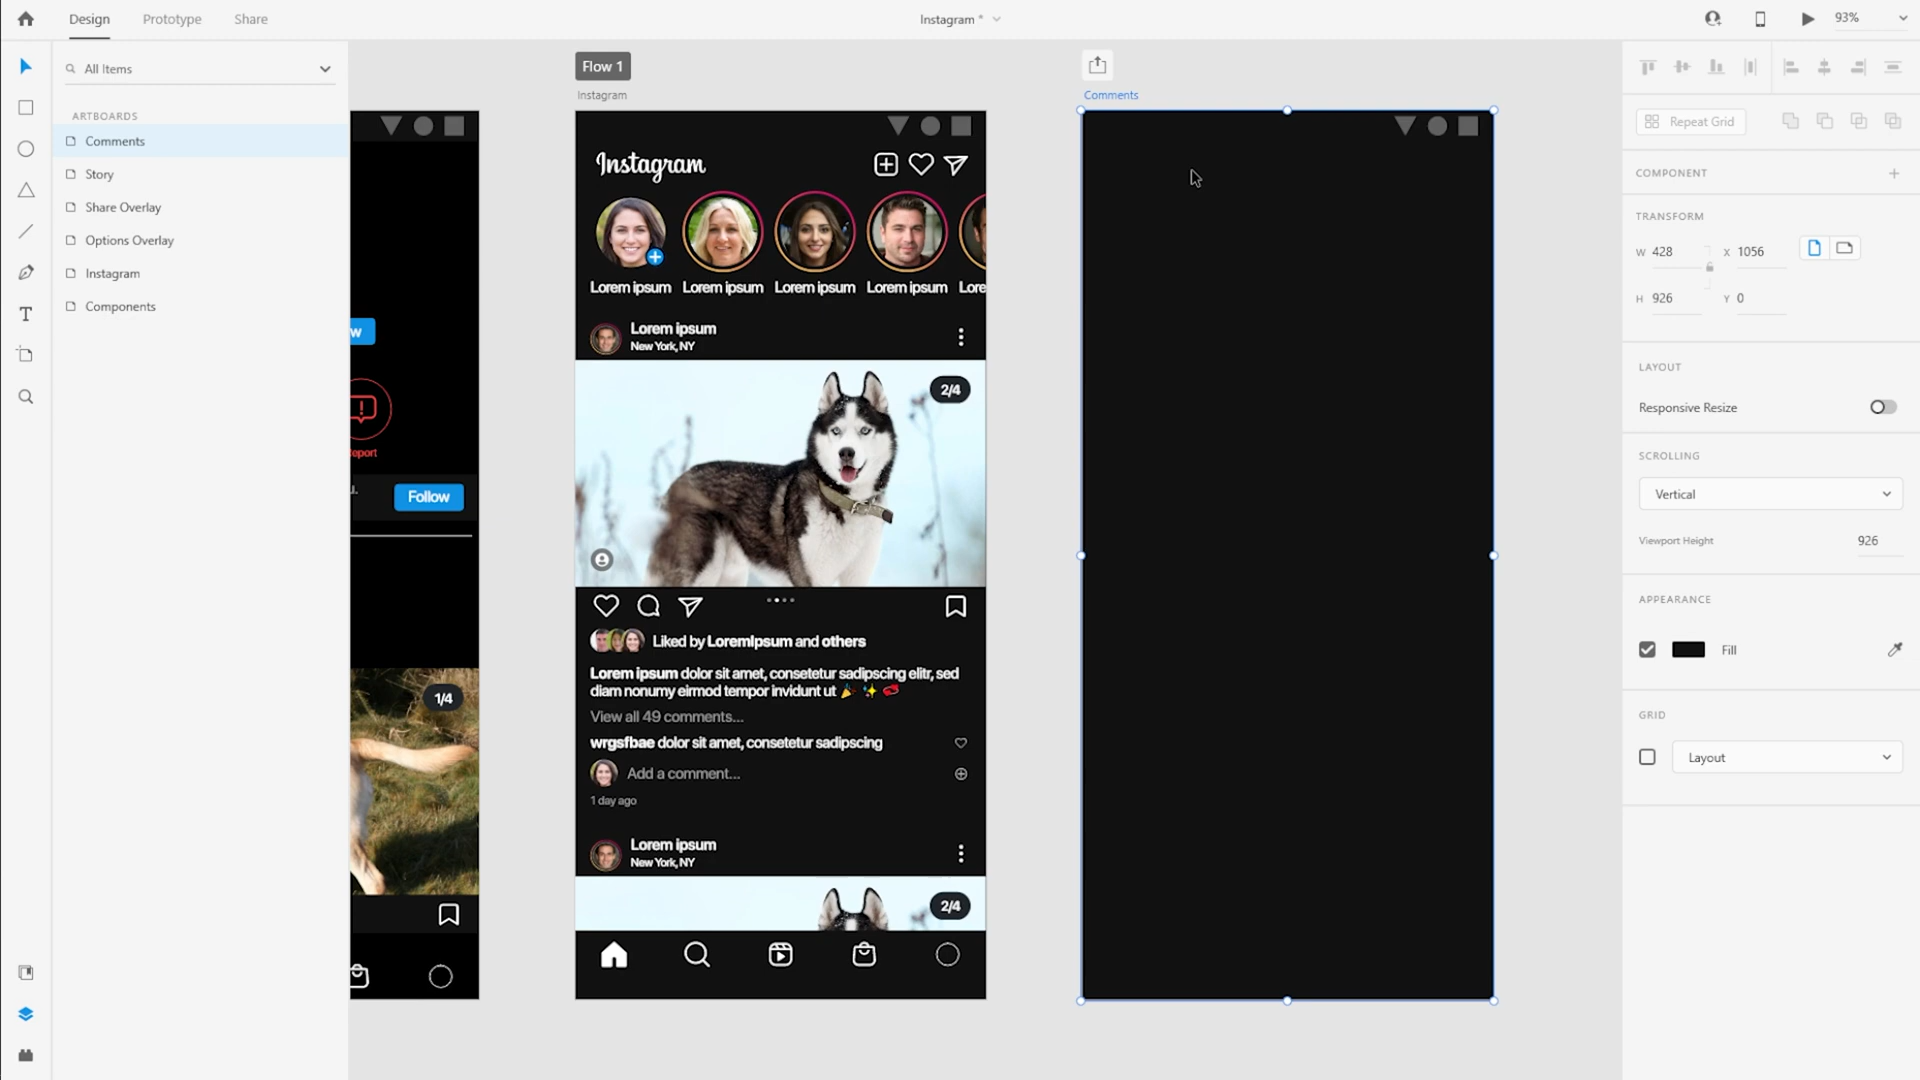 Design
Prototype
Share
Instagram *
93%
All Items
ARTBOARDS
Comments
Story
Share Overlay
Options Overlay
Instagram
Components
w
eport
Follow
1/4
Flow 1
Instagram
Instagram
Lorem ipsum
Lorem ipsum
Lorem ipsum
Lorem ipsum
Lore
Lorem ipsum
New York, NY
2/4
Liked by LoremIpsum and others
Lorem ipsum dolor sit amet, consetetur sadipscing elitr, sed
diam nonumy eirmod tempor invidunt ut 🎉 ✨ 🥩
View all 49 comments...
wrgsfbae dolor sit amet, consetetur sadipscing
Add a comment...
1 day ago
Lorem ipsum
New York, NY
2/4
Comments
Repeat Grid
COMPONENT
TRANSFORM
W 428
X 1056
H 926
Y 0
LAYOUT
Responsive Resize
SCROLLING
Vertical
Viewport Height
926
APPEARANCE
Fill
GRID
Layout